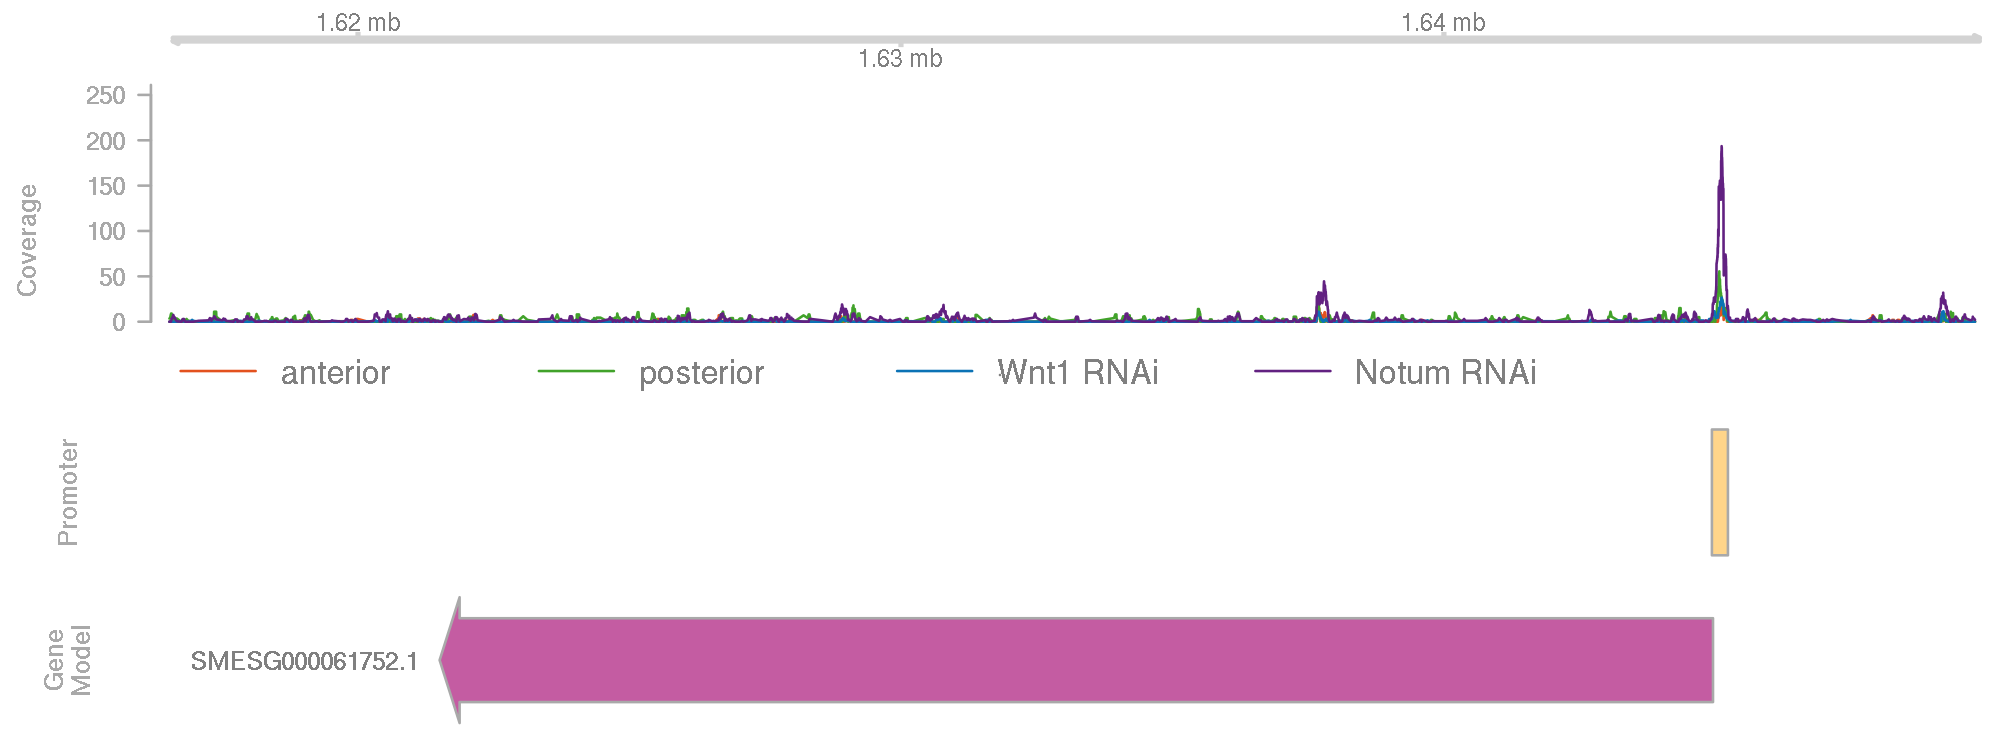 1.62 mb
1.64 mb
1.63 mb
250
200
150
100
50
0
Coverage
anterior posterior Wnt1 RNAi Notum RNAi
Promoter
Gene
Model
SMESG000061752.1